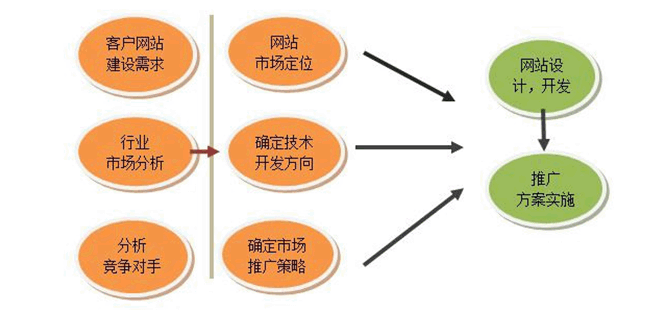 客户网站
建设需求
行业
市场分析
分析
竞争对手
网站
市场定位
确定技术
开发方向
确定市场
推广策略
网站设
计，开发
推广
方案实施